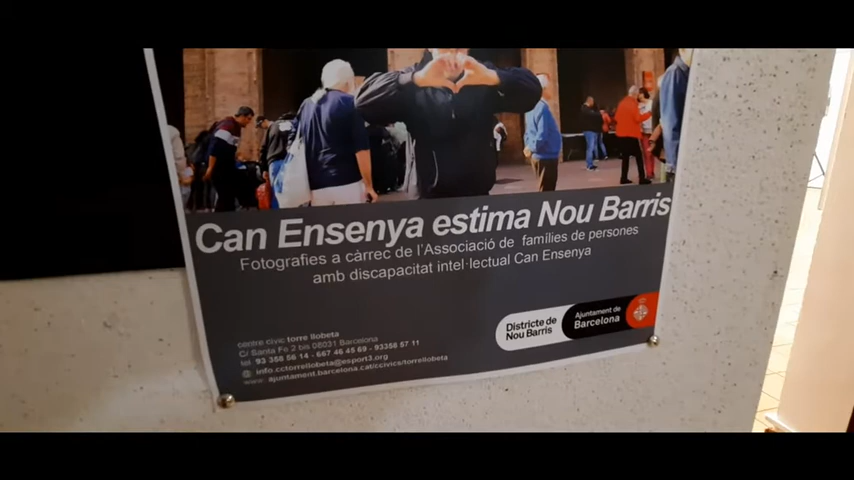 Can Ensenya estima Nou Barris
Fotografies a càrrec de l'Associació de famílies de persones
amb discapacitat intel·lectual Can Ensenya
centre cívic torre llobeta
C/ Santa Fe 2 bis 08031 Barcelona
tel. 93 358 56 14 - 667 46 45 69 - 93358 57 11
info.cctorrellobeta@esport3.org
www. ajuntament.barcelona.cat/ccivics/torrellobeta
Districte de
Nou Barris
Ajuntament de
Barcelona